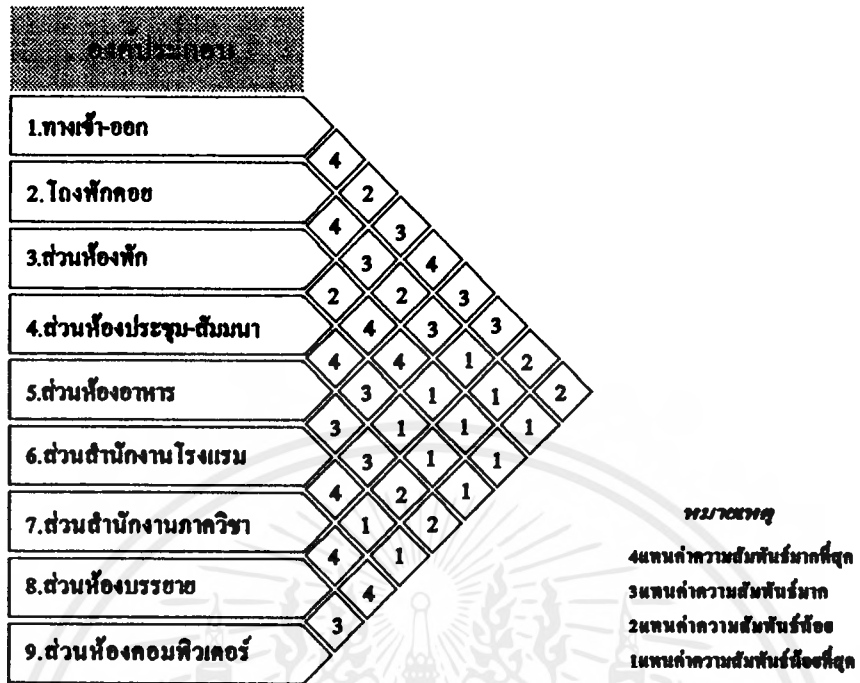 องค์ประกอบ
1.ทางเข้า-ออก
4
2.โถงพักคอย 2
4 3
3.ส่วนห้องพัก 3 4
2 2 3
4.ส่วนห้องประชุม-สัมมนา 4 3 3
4 4 1 2
5.ส่วนห้องอาหาร 3 1 1 2
3 1 1 1
6.ส่วนสำนักงานโรงแรม 3 1 1
4 2 1
7.ส่วนสำนักงานภาควิชา 1 2
4 1
8.ส่วนห้องบรรยาย 4
3
9.ส่วนห้องคอมพิวเตอร์
หมายเหตุ
4แทนค่าความสัมพันธ์มากที่สุด
3แทนค่าความสัมพันธ์มาก
2แทนค่าความสัมพันธ์น้อย
1แทนค่าความสัมพันธ์น้อยที่สุด